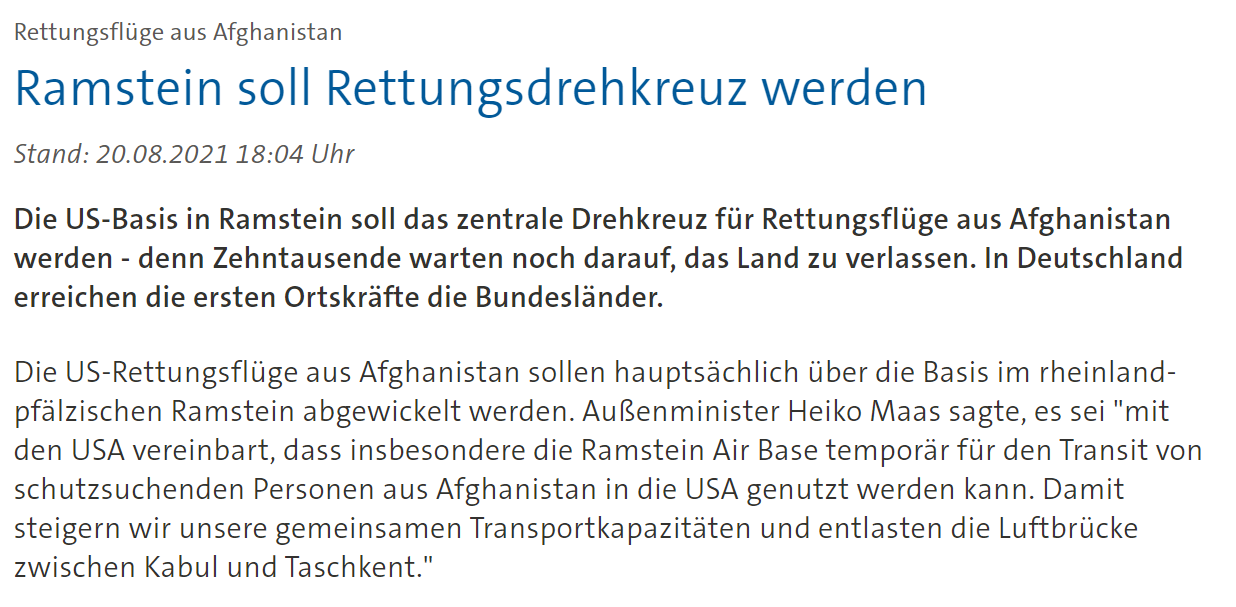 Rettungsflüge aus Afghanistan
Ramstein soll Rettungsdrehkreuz werden
Stand: 20.08.2021 18:04 Uhr
Die US-Basis in Ramstein soll das zentrale Drehkreuz für Rettungsflüge aus Afghanistan
werden - denn Zehntausende warten noch darauf, das Land zu verlassen. In Deutschland
erreichen die ersten Ortskräfte die Bundesländer.
Die US-Rettungsflüge aus Afghanistan sollen hauptsächlich über die Basis im rheinland-
pfälzischen Ramstein abgewickelt werden. Außenminister Heiko Maas sagte, es sei "mit
den USA vereinbart, dass insbesondere die Ramstein Air Base temporär für den Transit von
schutzsuchenden Personen aus Afghanistan in die USA genutzt werden kann. Damit
steigern wir unsere gemeinsamen Transportkapazitäten und entlasten die Luftbrücke
zwischen Kabul und Taschkent."